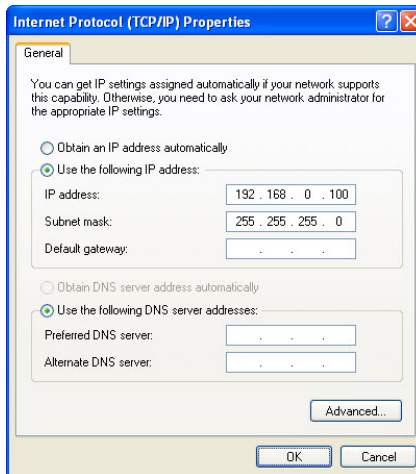 Internet Protocol (TCP/IP) Properties
General
You can get IP settings assigned automatically if your network supports
this capability. Otherwise, you need to ask your network administrator for
the appropriate IP settings.
Obtain an IP address automatically
Use the following IP address:
IP address: 192 . 168 . 0 . 100
Subnet mask: 255 . 255 . 255 . 0
Default gateway: . . .
Obtain DNS server address automatically
Use the following DNS server addresses:
Preferred DNS server: . . .
Alternate DNS server: . . .
Advanced...
OK Cancel